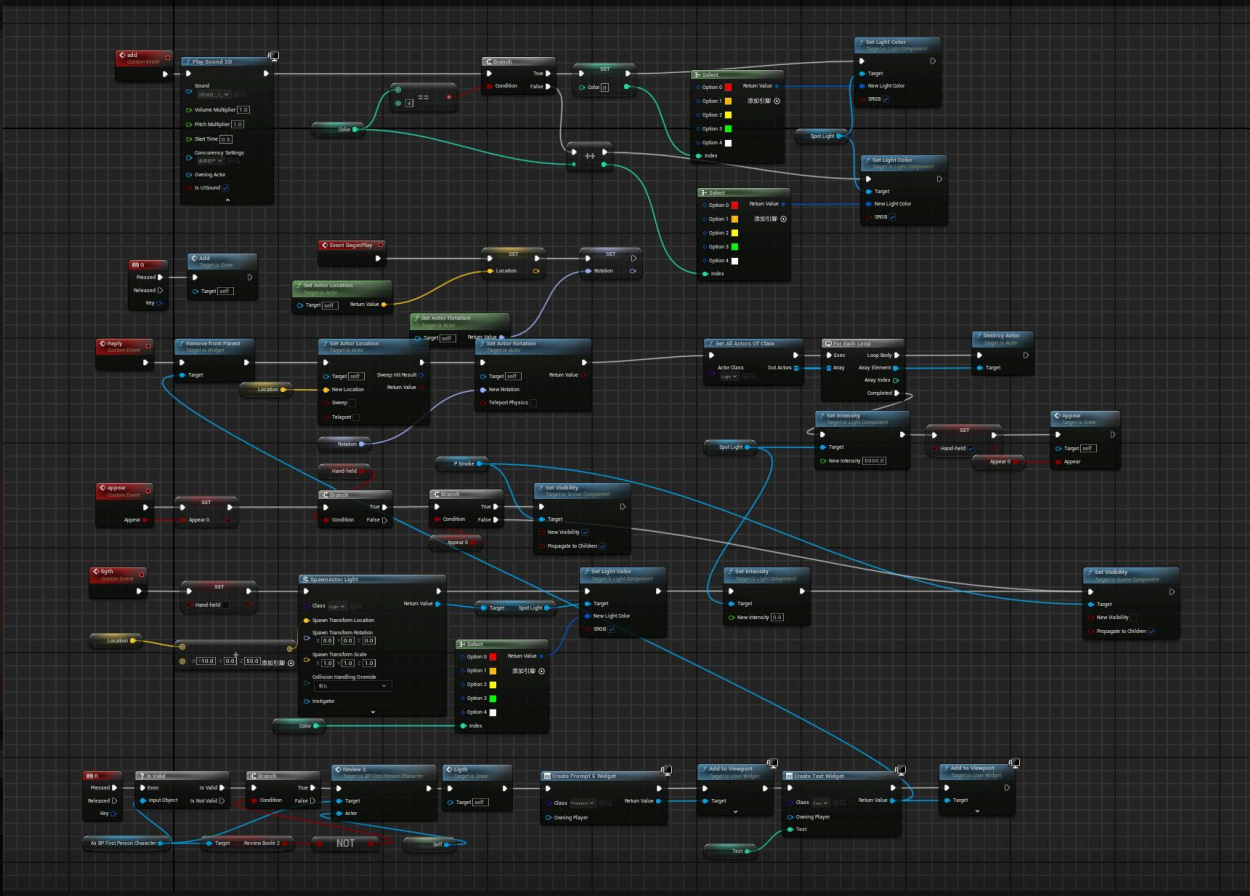 add
Custom Event
Play Sound 2D
Sound
Volume Multiplier 1.0
Pitch Multiplier 1.0
Start Time 0.5
Concurrency Settings
选择资产
Owning Actor
Is UISound
Color
==
4
Branch
True
Condition
False
SET
Color 0
++
Select
Option 0
Return Value
Option 1
添加引脚
Option 2
Option 3
Option 4
Index
Set Light Color
Target is Light Component
Target
New Light Color
SRGB
Spot Light
Set Light Color
Target is Light Component
Target
New Light Color
SRGB
Select
Option 0
Return Value
Option 1
添加引脚
Option 2
Option 3
Option 4
Index
Pressed
Released
Key
Add
Target self
Event BeginPlay
Get Actor Location
Target is Actor
Target self
Return Value
SET
Location
SET
Rotation
Get Actor Rotation
Target is Actor
Target self
Return Value
Reply
Custom Event
Remove from Parent
Target is Widget
Target
Location
Set Actor Location
Target is Actor
Target self
Sweep Hit Result
New Location
Return Value
Sweep
Teleport
Rotation
Set Actor Rotation
Target is Actor
Target self
Return Value
New Rotation
Teleport Physics
Get All Actors Of Class
Actor Class
Out Actors
For Each Loop
Exec
Loop Body
Array
Array Element
Array Index
Completed
Destroy Actor
Target is Actor
Target
Spot Light
Set Intensity
Target is Light Component
Target
New Intensity 5000.0
SET
Hand-held
Appear 0
Appear
Target self
Appear
appear
Custom Event
Appear
SET
Appear 0
Hand-held
Branch
True
Condition
False
Branch
True
Condition
False
Appear 0
P Smoke
Set Visibility
Target is Scene Component
Target
New Visibility
Propagate to Children
ligth
Custom Event
SET
Hand-held
Location
X -10.0 Y 0.0 Z 50.0 添加引脚
SpawnActor Light
Class Light
Return Value
Spawn Transform Location
Spawn Transform Rotation
X 0.0 Y 0.0 Z 0.0
Spawn Transform Scale
X 1.0 Y 1.0 Z 1.0
Collision Handling Override
默认
Instigator
Color
Target
Spot Light
Select
Option 0
Return Value
Option 1
添加引脚
Option 2
Option 3
Option 4
Index
Set Light Color
Target is Light Component
Target
New Light Color
SRGB
Set Intensity
Target is Light Component
Target
New Intensity 0.0
Set Visibility
Target is Scene Component
Target
New Visibility
Propagate to Children
Pressed
Released
Key
Is Valid
Exec
Is Valid
Input Object
Is Not Valid
Branch
True
Condition
False
Review 2
Target is BP First Person Character
Target
Actor
Ligth
Target self
As BP First Person Character
Target
Review Boole 2
NOT
Self
Create Prompt G Widget
Class
Return Value
Owning Player
Add to Viewport
Target is User Widget
Target
Create Text Widget
Class
Return Value
Owning Player
Text
Text
Add to Viewport
Target is User Widget
Target